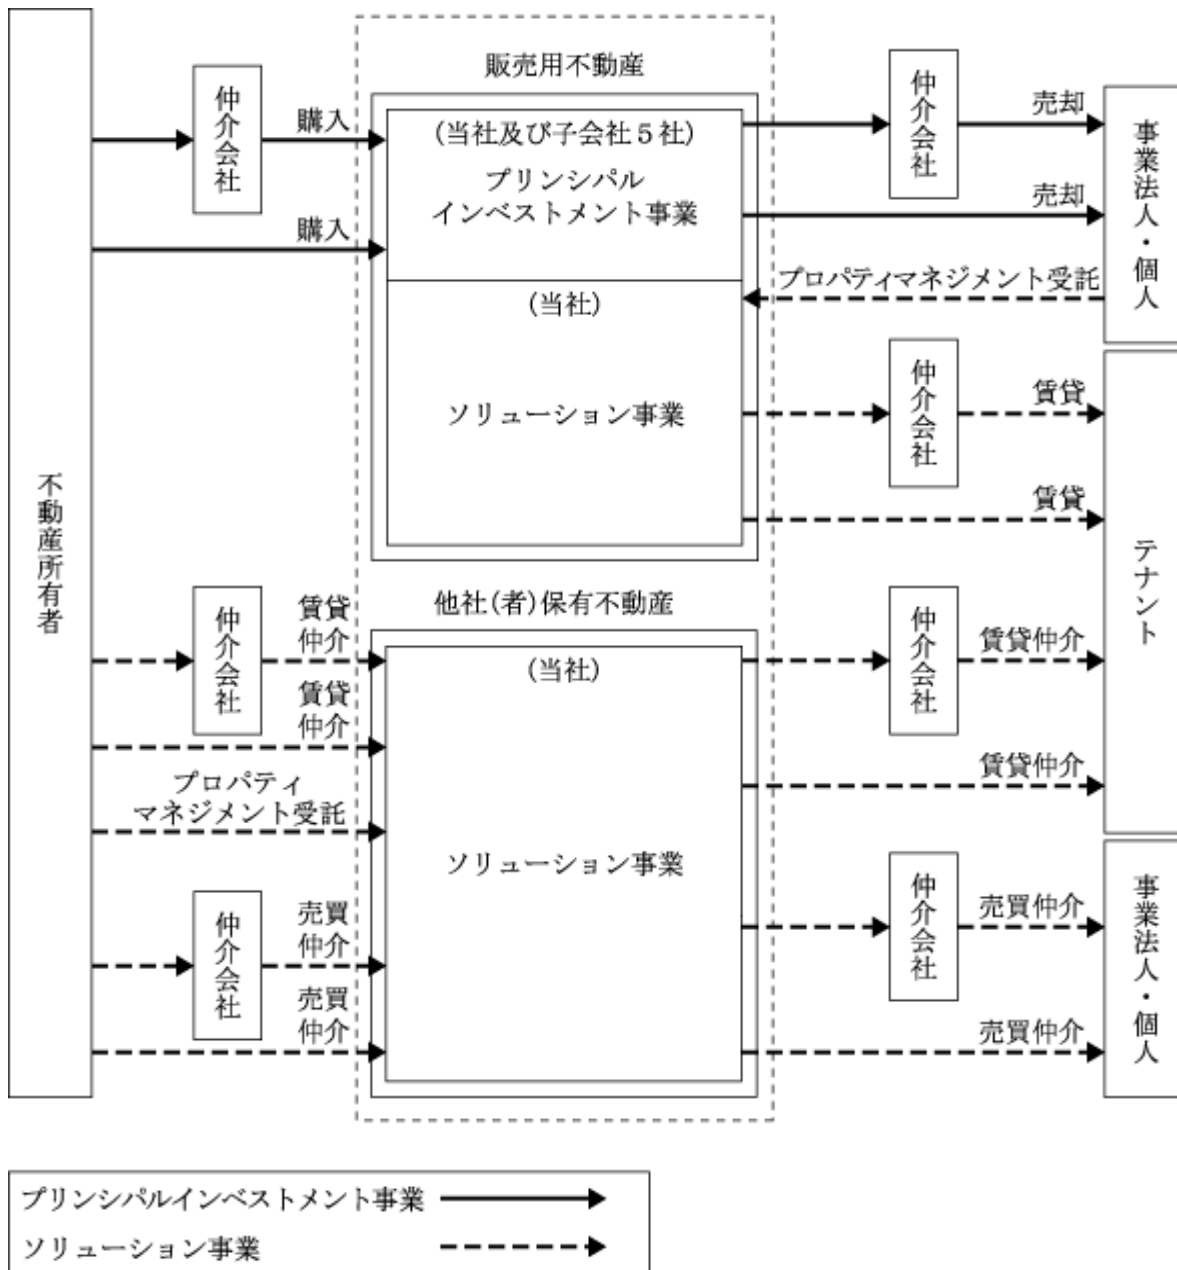 不動産所有者
仲介会社
購入
購入
販売用不動産
(当社及び子会社5社)
プリンシパル
インベストメント事業
仲介会社
売却
売却
プロパティマネジメント受託
事業法人・個人
(当社)
ソリューション事業
仲介会社
賃貸
賃貸
テナント
他社(者)保有不動産
仲介会社
賃貸
仲介
賃貸
仲介
プロパティ
マネジメント受託
仲介会社
売買
仲介
売買
仲介
(当社)
ソリューション事業
仲介会社
賃貸仲介
賃貸仲介
仲介会社
売買仲介
売買仲介
事業法人・個人
プリンシパルインベストメント事業
ソリューション事業